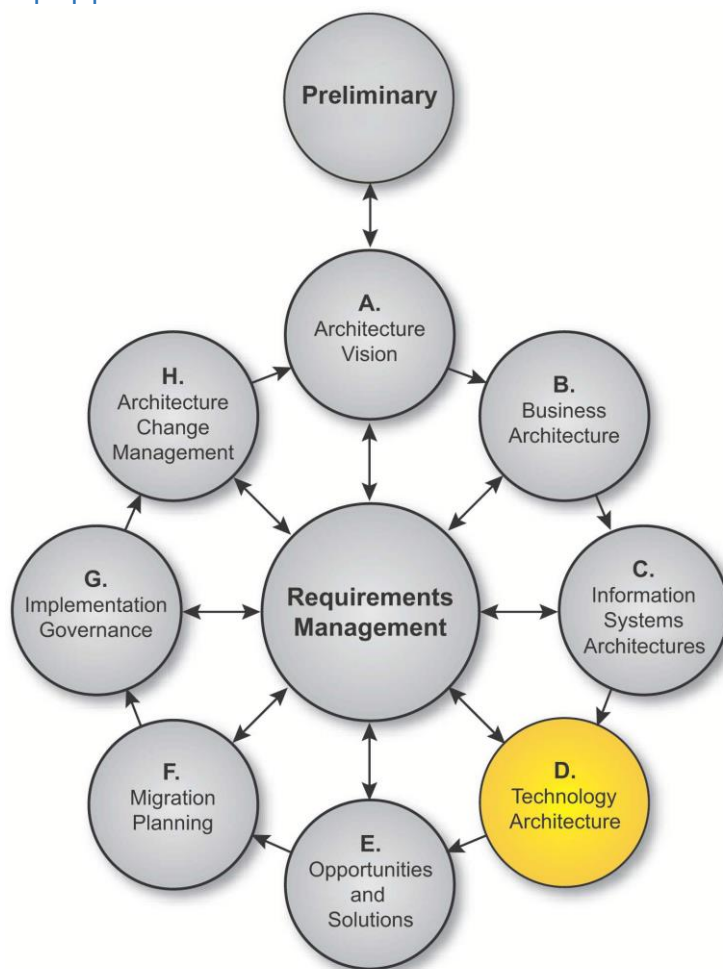 Preliminary
A.
Architecture
Vision
B.
Business
Architecture
C.
Information
Systems
Architectures
D.
Technology
Architecture
E.
Opportunities
and
Solutions
F.
Migration
Planning
G.
Implementation
Governance
H.
Architecture
Change
Management
Requirements
Management